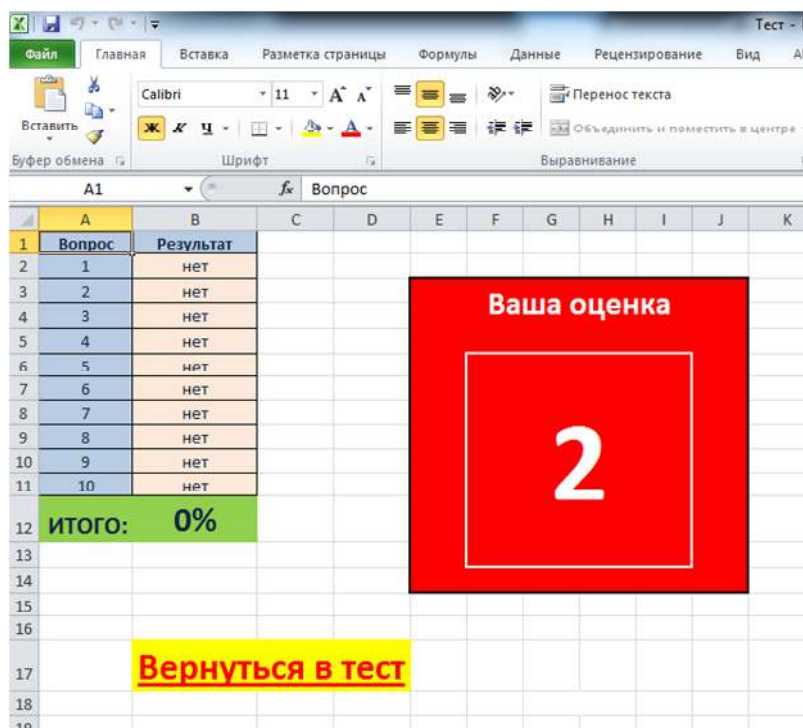 Тест -
Файл Главная Вставка Разметка страницы Формулы Данные Рецензирование Вид
Вставить
Calibri 11
Ж К Ч
Перенос текста
Объединить и поместить в центре
Буфер обмена Шрифт Выравнивание
A1 fx Вопрос
A B C D E F G H I J K
1 Вопрос Результат
2 1 нет
3 2 нет
4 3 нет
5 4 нет
6 5 нет
7 6 нет
8 7 нет
9 8 нет
10 9 нет
11 10 нет
12 ИТОГО: 0%
13
14
15
16
17 Вернуться в тест
18
19
Ваша оценка
2